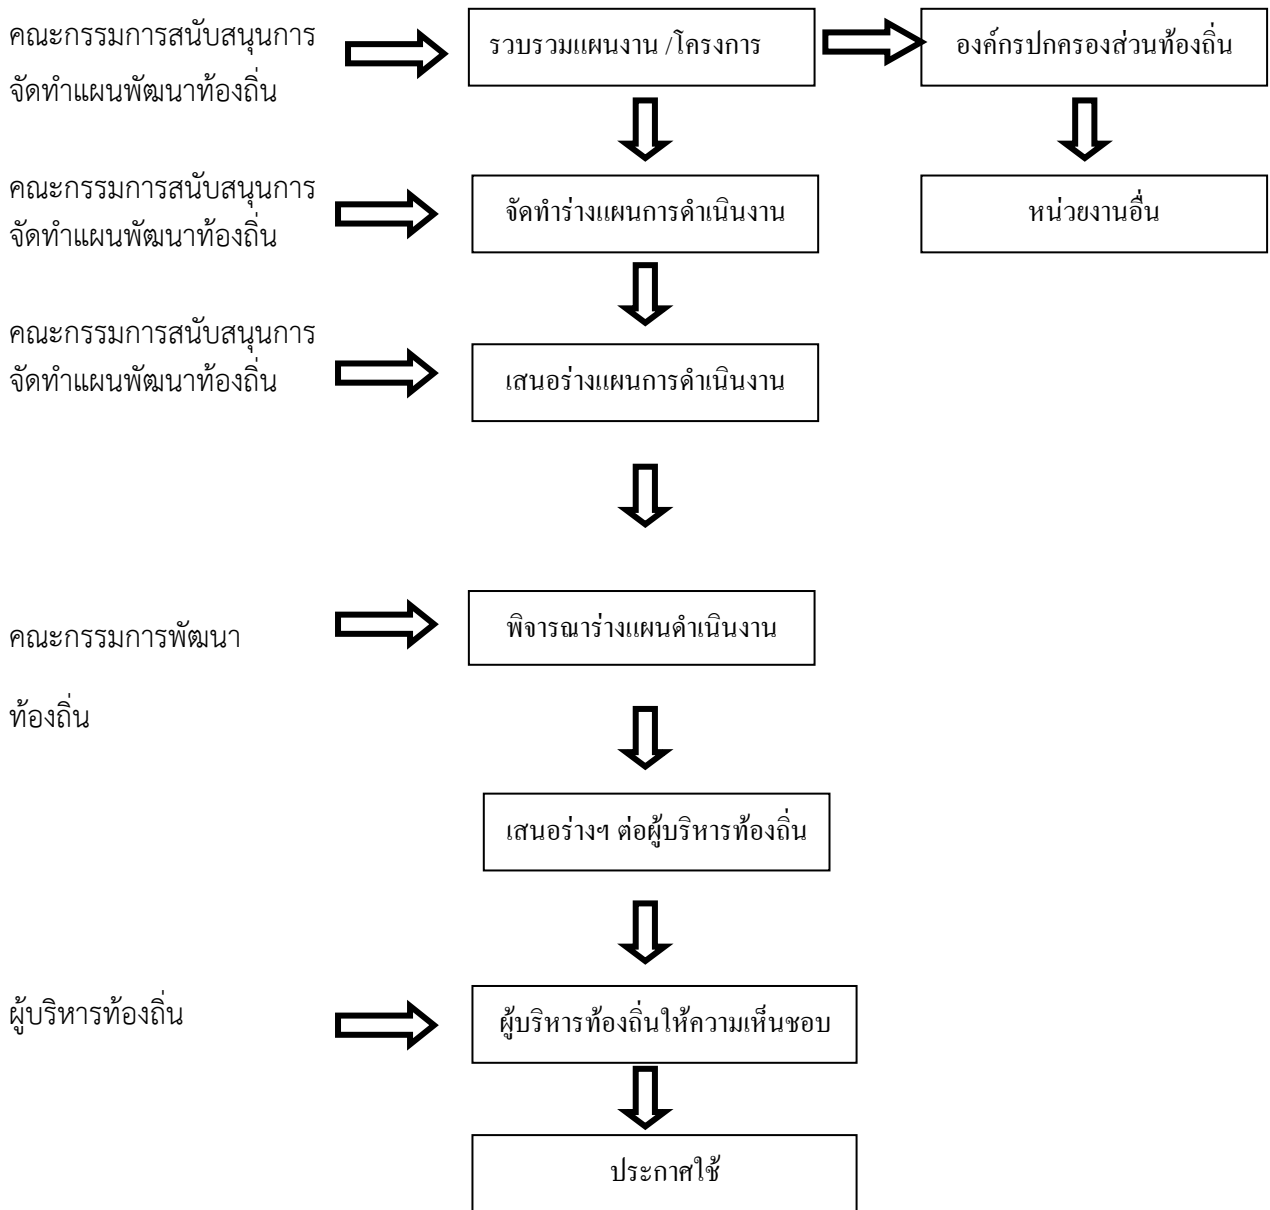 คณะกรรมการสนับสนุนการ
จัดทำแผนพัฒนาท้องถิ่น
รวบรวมแผนงาน /โครงการ
องค์กรปกครองส่วนท้องถิ่น
คณะกรรมการสนับสนุนการ
จัดทำแผนพัฒนาท้องถิ่น
จัดทำร่างแผนการดำเนินงาน
หน่วยงานอื่น
คณะกรรมการสนับสนุนการ
จัดทำแผนพัฒนาท้องถิ่น
เสนอร่างแผนการดำเนินงาน
คณะกรรมการพัฒนา
ท้องถิ่น
พิจารณาร่างแผนดำเนินงาน
เสนอร่างฯ ต่อผู้บริหารท้องถิ่น
ผู้บริหารท้องถิ่น
ผู้บริหารท้องถิ่นให้ความเห็นชอบ
ประกาศใช้